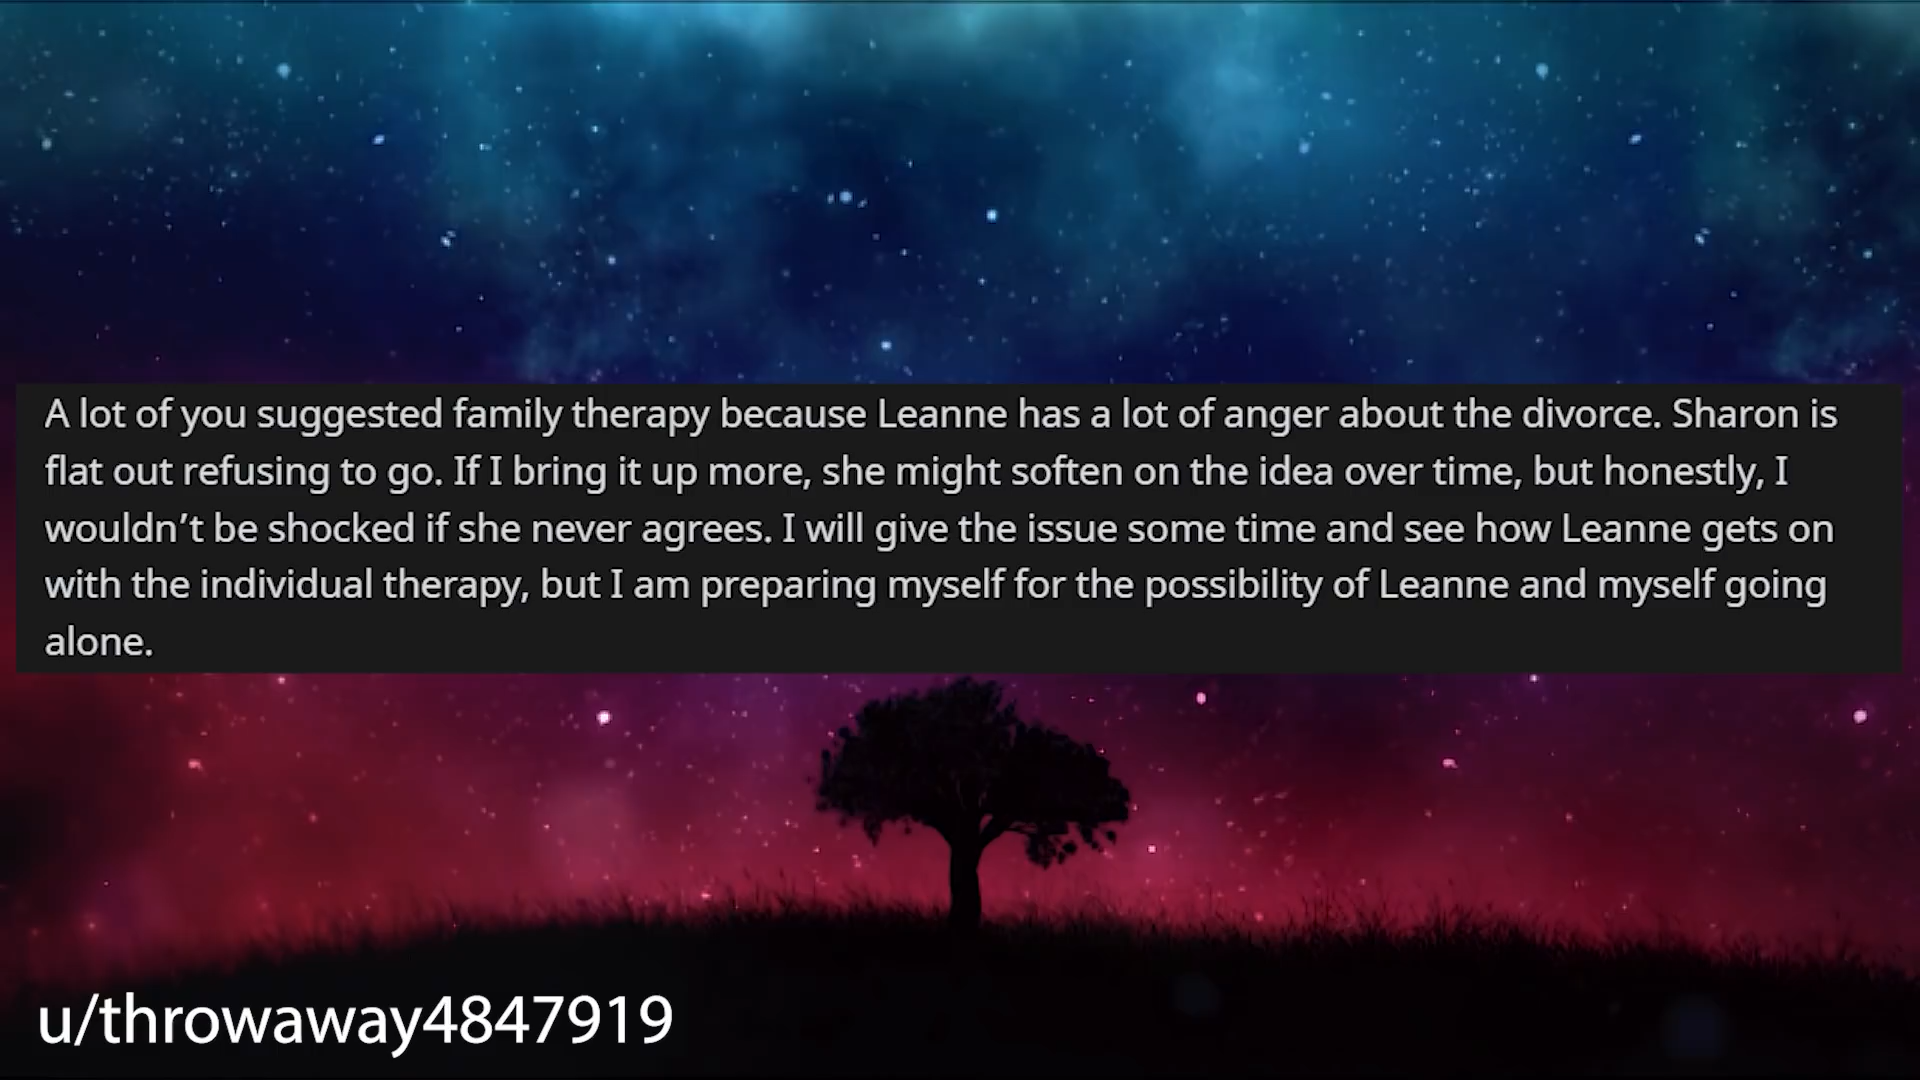 A lot of you suggested family therapy because Leanne has a lot of anger about the divorce. Sharon is
flat out refusing to go. If I bring it up more, she might soften on the idea over time, but honestly, I
wouldn’t be shocked if she never agrees. I will give the issue some time and see how Leanne gets on
with the individual therapy, but I am preparing myself for the possibility of Leanne and myself going
alone.
u/throwaway4847919